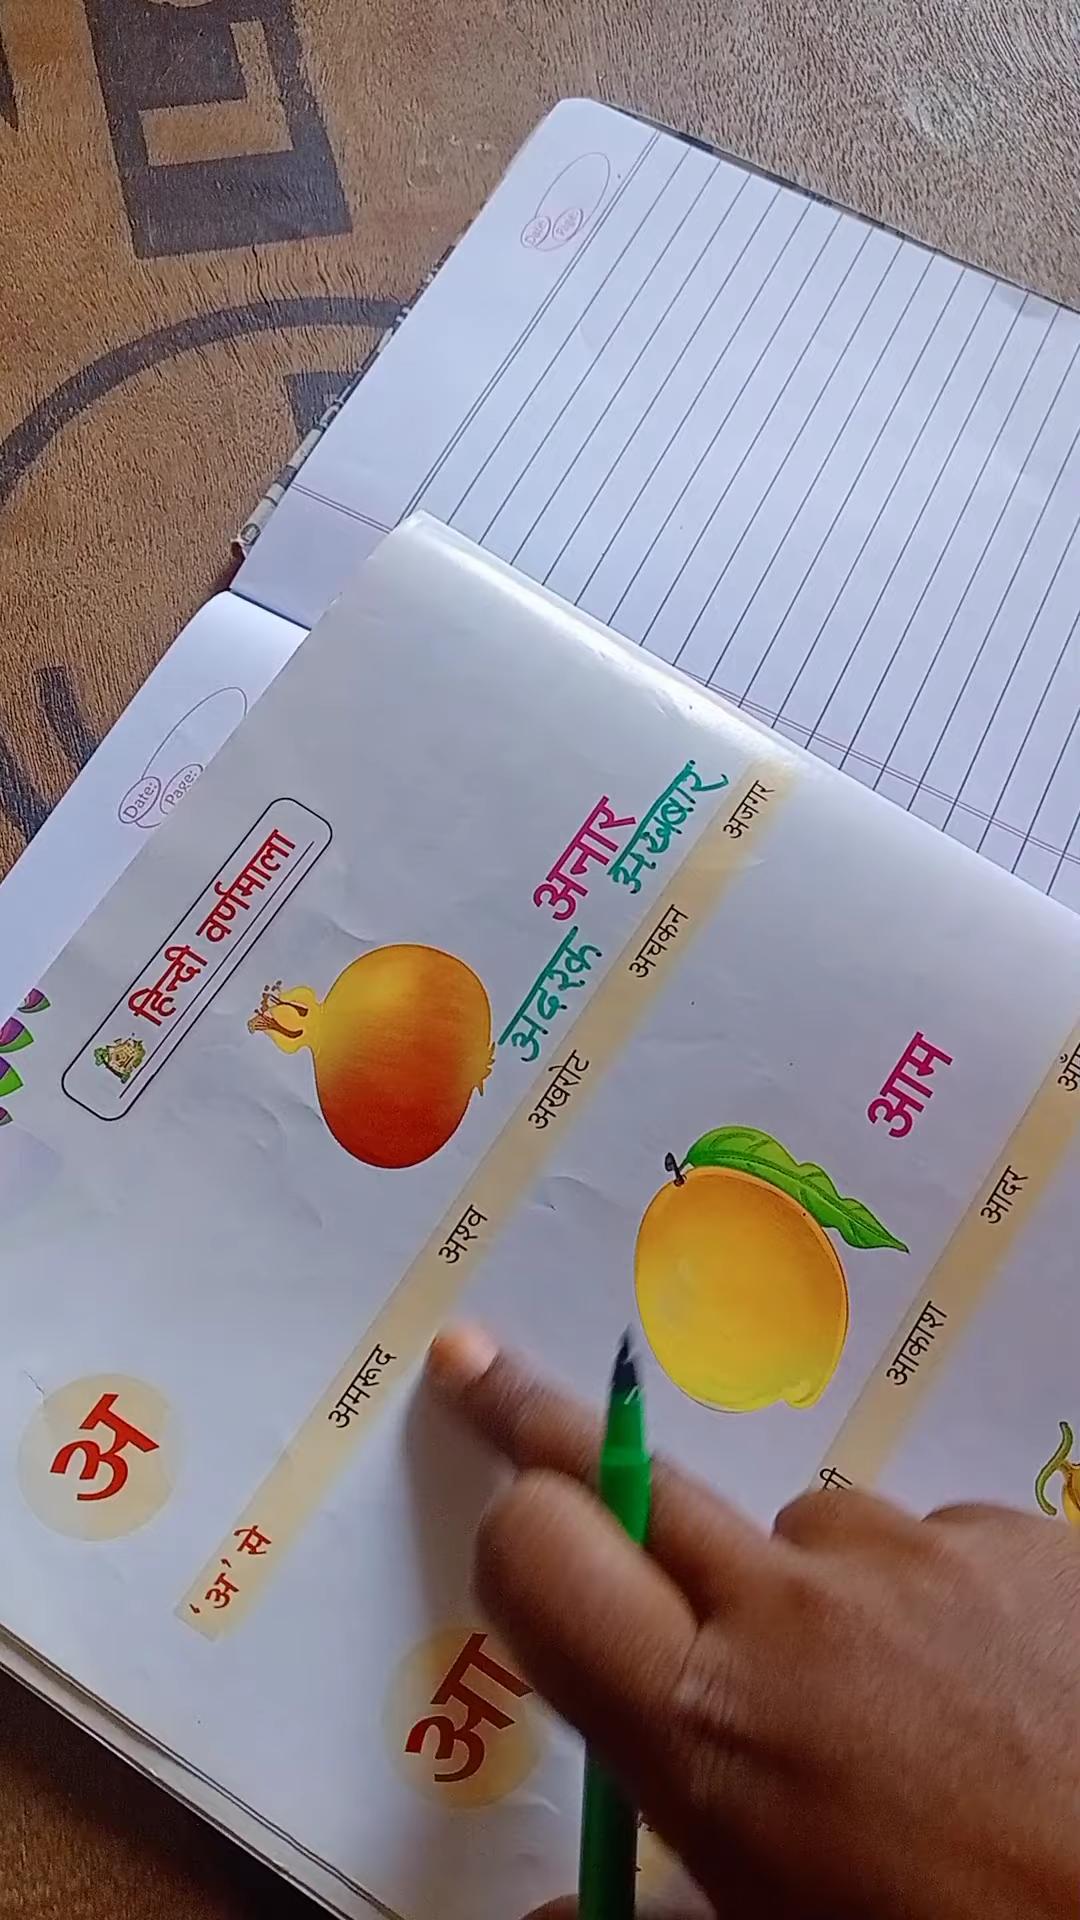 Date:
Page:
Date:
Page:
हिन्दी वर्णमाला
अ
अनार
अदरक अखबार
'अ' से अमरूद अश्व अखरोट अचकन अजगर
आ
आम
आकाश आदर